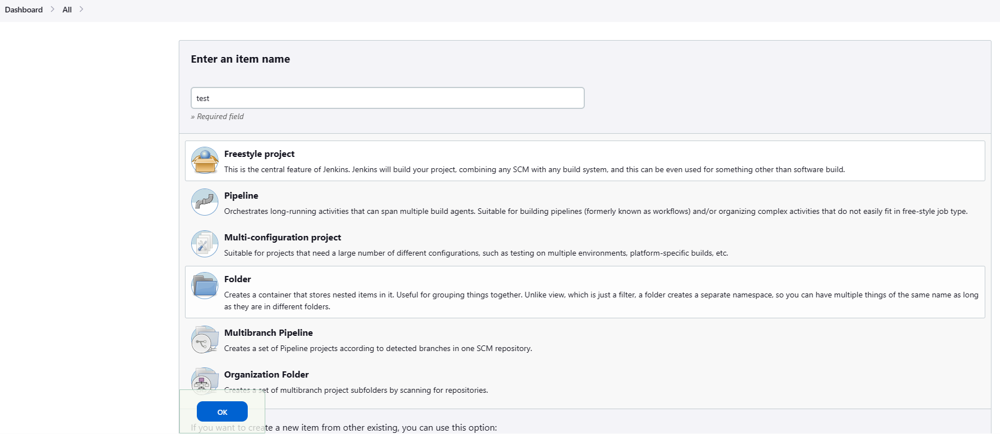 Dashboard > All >
Enter an item name
test
» Required field
Freestyle project
This is the central feature of Jenkins. Jenkins will build your project, combining any SCM with any build system, and this can be even used for something other than software build.
Pipeline
Orchestrates long-running activities that can span multiple build agents. Suitable for building pipelines (formerly known as workflows) and/or organizing complex activities that do not easily fit in free-style job type.
Multi-configuration project
Suitable for projects that need a large number of different configurations, such as testing on multiple environments, platform-specific builds, etc.
Folder
Creates a container that stores nested items in it. Useful for grouping things together. Unlike view, which is just a filter, a folder creates a separate namespace, so you can have multiple things of the same name as long
as they are in different folders.
Multibranch Pipeline
Creates a set of Pipeline projects according to detected branches in one SCM repository.
Organization Folder
Creates a set of multibranch project subfolders by scanning for repositories.
OK
If you want to create a new item from other existing, you can use this option: